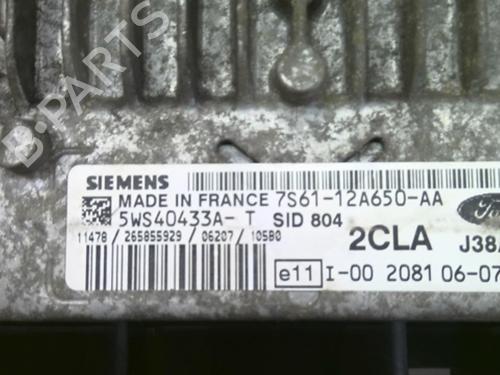 B-PARTS
SIEMENS
MADE IN FRANCE 7S61-12A650-AA
5WS40433A- T SID 804
11478 / 265855929 / 06207 / 105B0
2CLA J38A
e11 I-00 2081 06-07